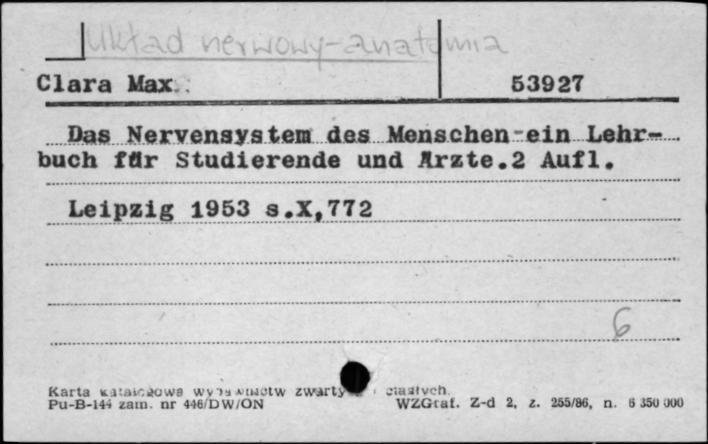 Układ nerwowy-anatomia
Clara Max. 53927
Das Nervensystem des Menschen-ein Lehr-
buch für Studierende und Ärzte.2 Aufl.
Leipzig 1953 s.X,772
6
Karta katalogowa wydawnictw zwartych i ciągłych.
Pu-B-144 zam. nr 446/DW/ON WZGraf. Z-d 2, z. 255/86, n. 6 350 000